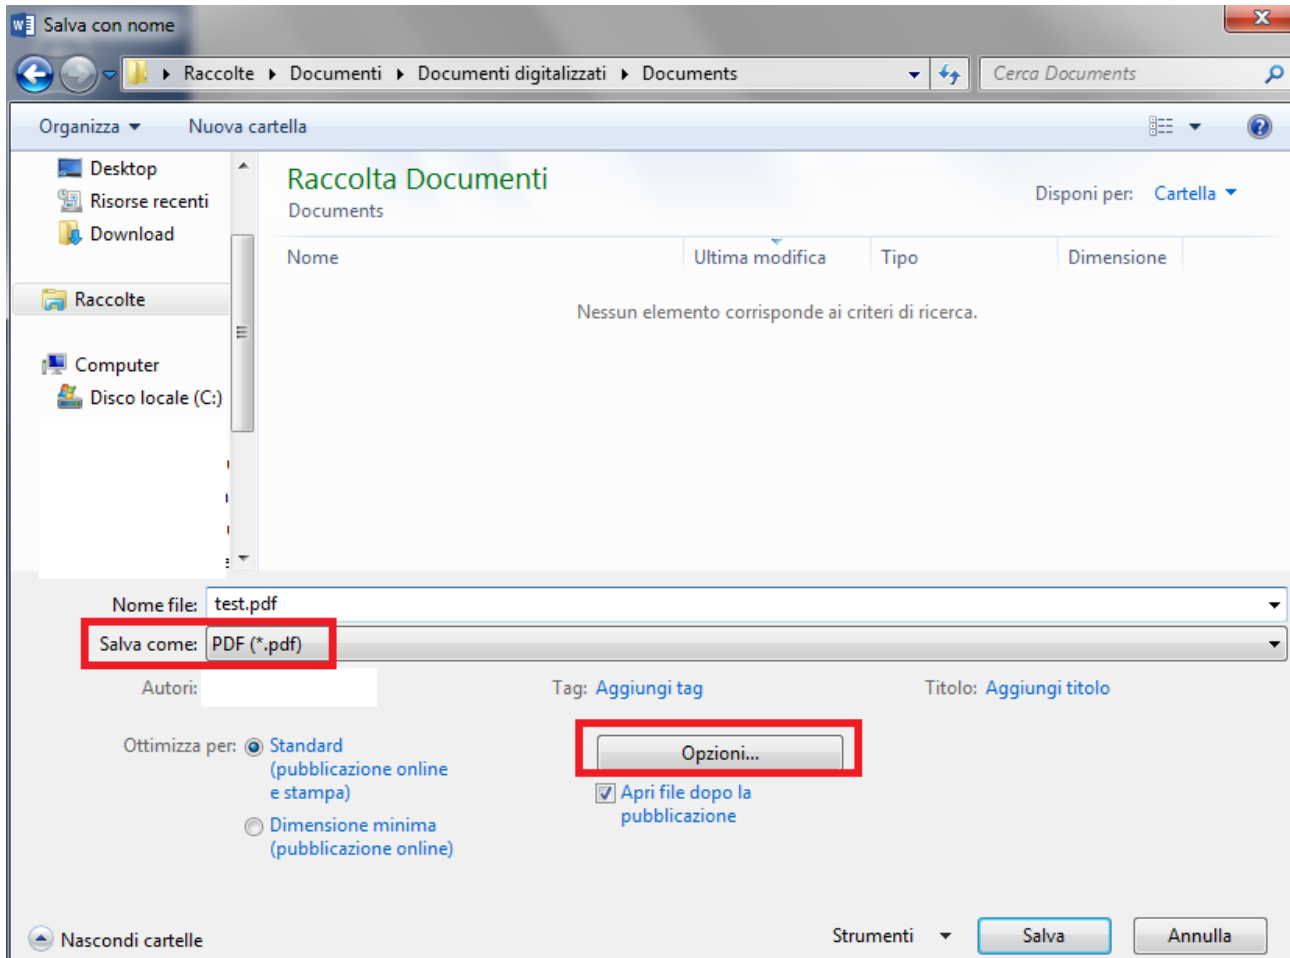 Salva con nome
Raccolte Documenti Documenti digitalizzati Documents
Cerca Documents
Organizza Nuova cartella
Desktop
Risorse recenti
Download
Raccolte
Computer
Disco locale (C:)
Raccolta Documenti
Documents
Disponi per: Cartella
Nome Ultima modifica Tipo Dimensione
Nessun elemento corrisponde ai criteri di ricerca.
Nome file: test.pdf
Salva come: PDF (*.pdf)
Autori:
Tag: Aggiungi tag
Titolo: Aggiungi titolo
Ottimizza per: Standard
(pubblicazione online
e stampa)
Dimensione minima
(pubblicazione online)
Opzioni...
Apri file dopo la
pubblicazione
Nascondi cartelle
Strumenti
Salva
Annulla